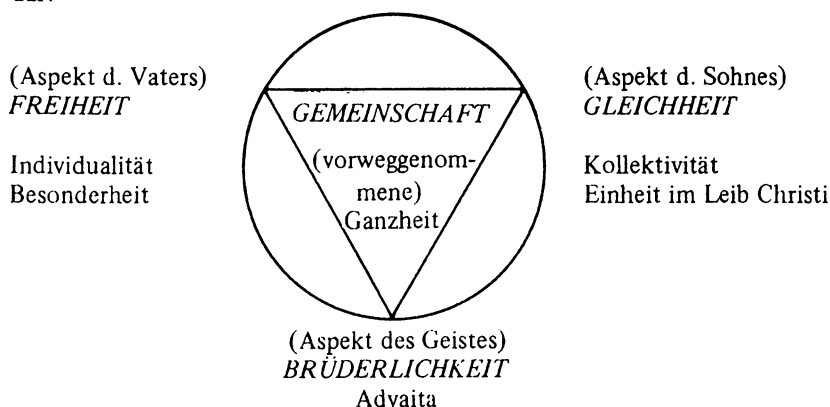 (Aspekt d. Vaters)
FREIHEIT
Individualität
Besonderheit
GEMEINSCHAFT
(vorweggenom-
mene)
Ganzheit
(Aspekt d. Sohnes)
GLEICHHEIT
Kollektivität
Einheit im Leib Christi
(Aspekt des Geistes)
BRÜDERLICHKEIT
Advaita